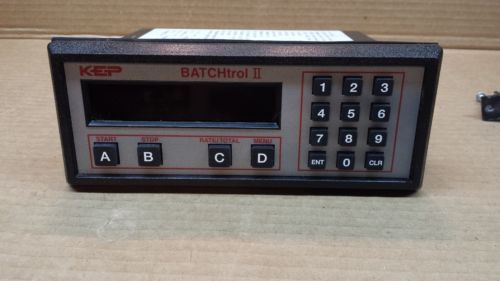 KEP BATCHtrol II
1 2 3
4 5 6
7 8 9
ENT 0 CLR
START STOP RATE/TOTAL MENU
A B C D